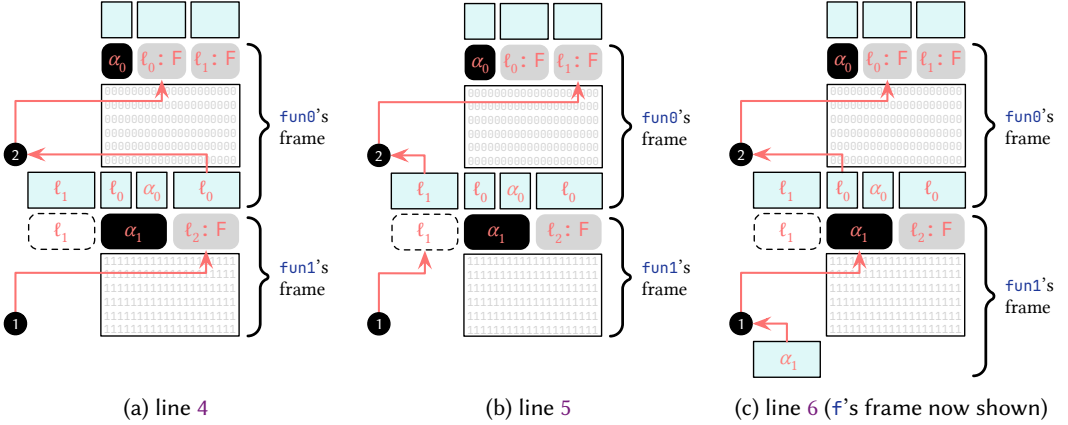 α₀ ℓ₀: F ℓ₁: F
2
fun0's
frame
ℓ₁ ℓ₀ α₀ ℓ₀
ℓ₁ α₁ ℓ₂: F
1
fun1's
frame
(a) line 4
α₀ ℓ₀: F ℓ₁: F
2
fun0's
frame
ℓ₁ ℓ₀ α₀ ℓ₀
ℓ₁ α₁ ℓ₂: F
1
fun1's
frame
(b) line 5
α₀ ℓ₀: F ℓ₁: F
2
fun0's
frame
ℓ₁ ℓ₀ α₀ ℓ₀
ℓ₁ α₁ ℓ₂: F
1
fun1's
frame
α₁
(c) line 6 (f's frame now shown)